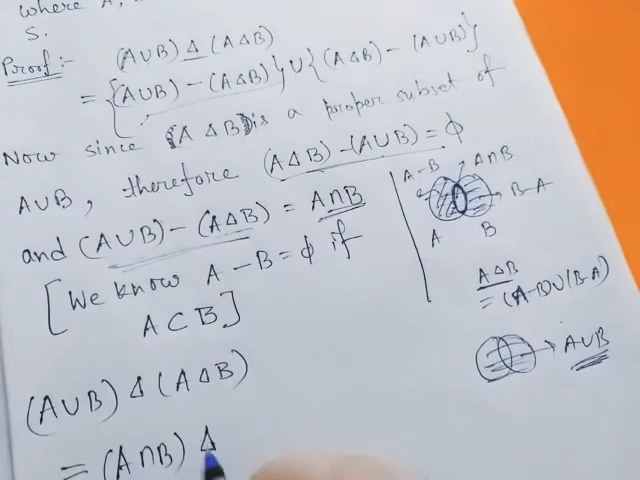 where A,
S.
Proof:- (A∪B) Δ (AΔB)
= {(A∪B) - (AΔB)} ∪ {(AΔB) - (A∪B)}
Now since (AΔB) is a proper subset of
A∪B, therefore (AΔB) - (A∪B) = ϕ
and (A∪B) - (AΔB) = A∩B
[We know A - B = ϕ if
A⊂B]
(A∪B) Δ (AΔB)
= (A∩B) Δ
A-B
A∩B
B-A
A B
AΔB
= (A-B)∪(B-A)
A∪B